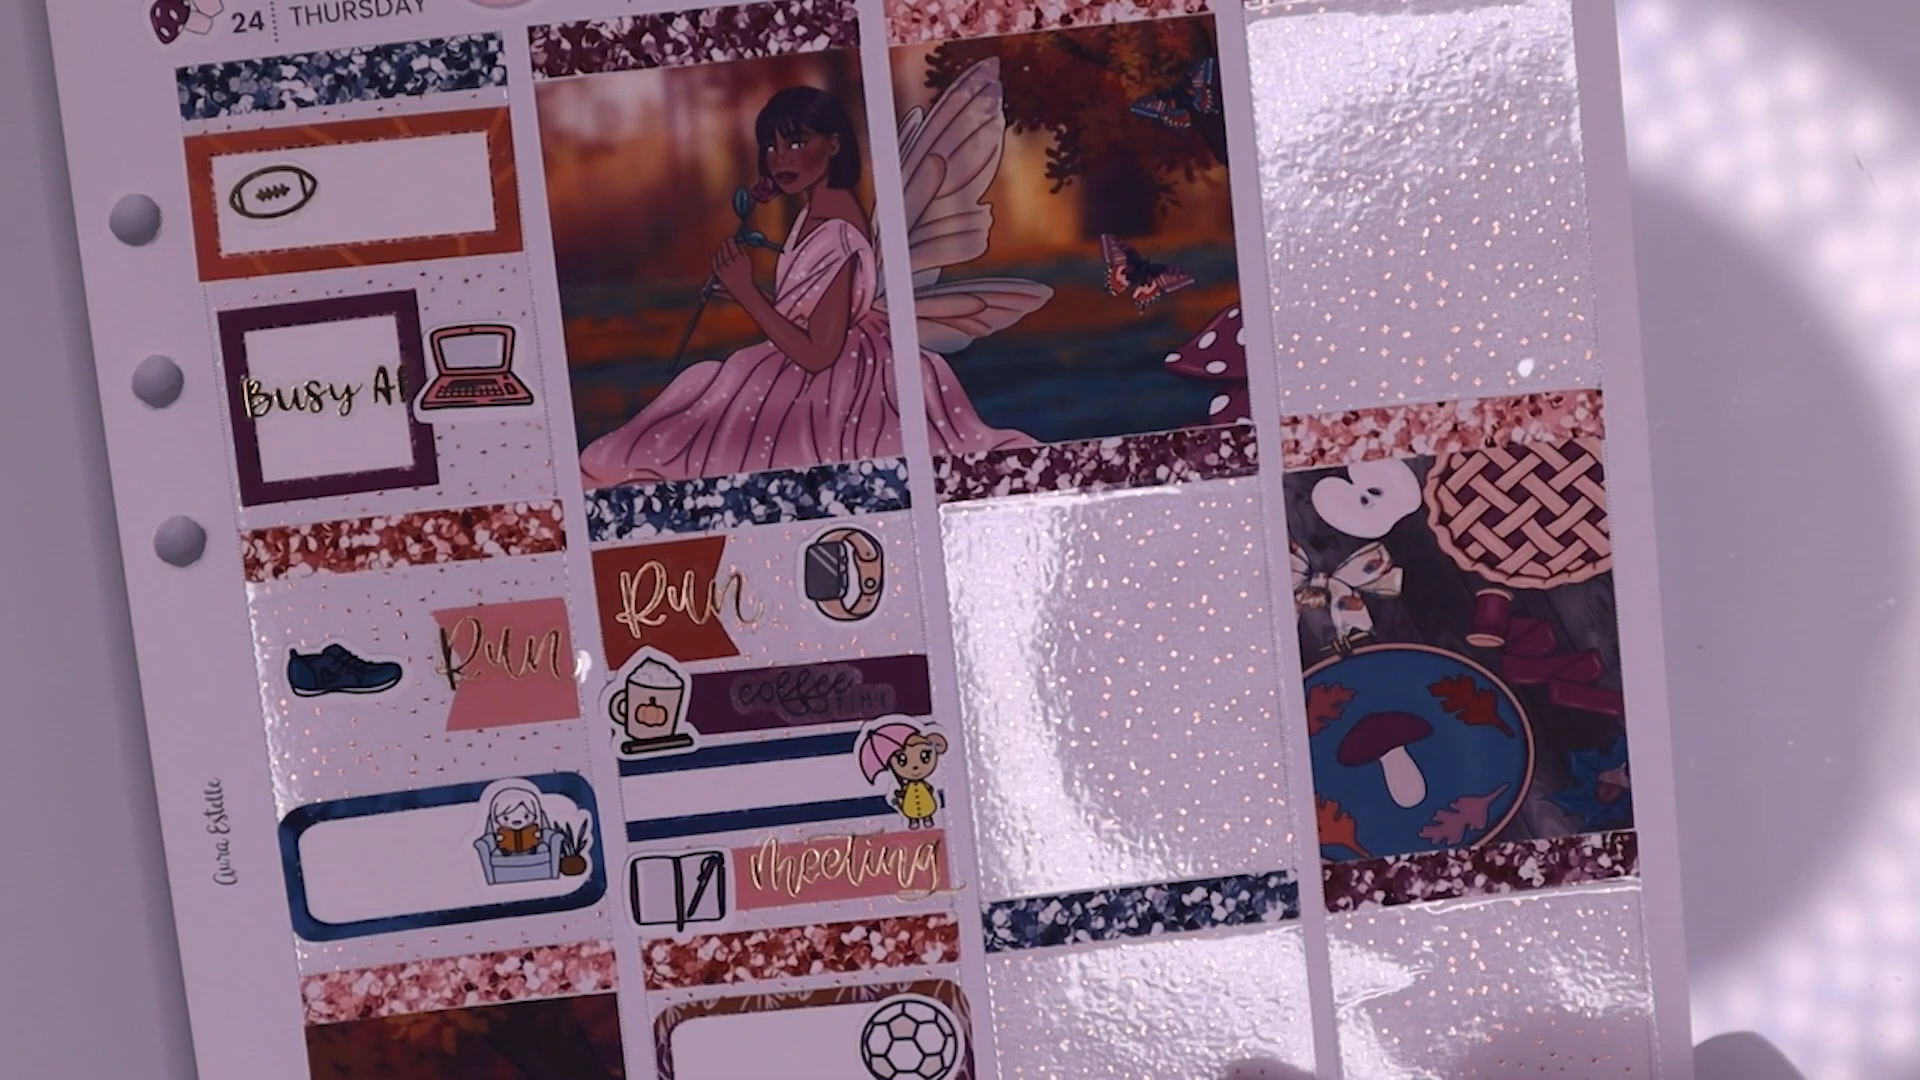 24 THURSDAY
Busy AF
Run
Run
coffee
TIME
Meeting
Aura Estelle